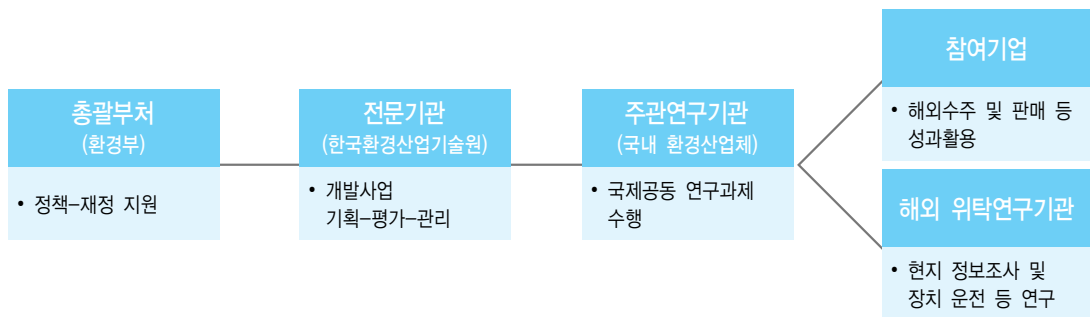 총괄부처
(환경부)
• 정책–재정 지원
전문기관
(한국환경산업기술원)
• 개발사업
기획–평가–관리
주관연구기관
(국내 환경산업체)
• 국제공동 연구과제
수행
참여기업
• 해외수주 및 판매 등
성과활용
해외 위탁연구기관
• 현지 정보조사 및
장치 운전 등 연구